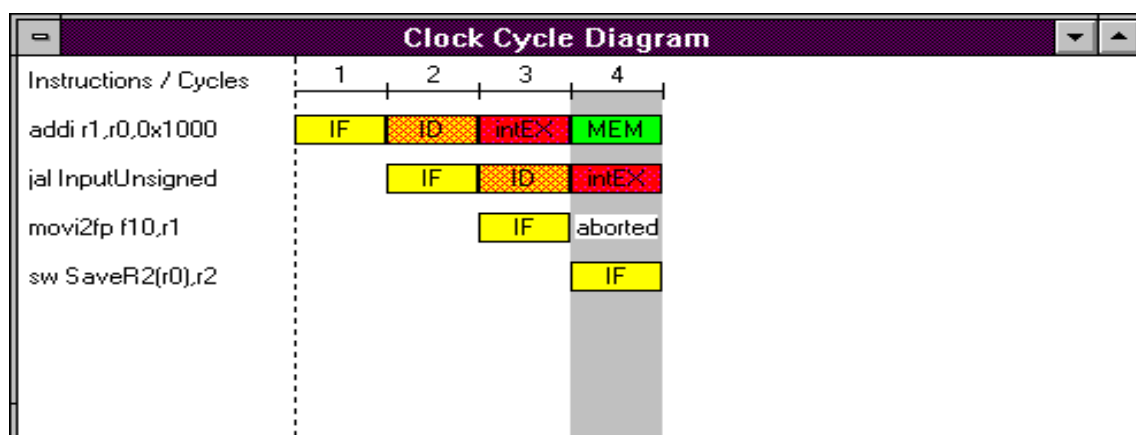 Clock Cycle Diagram
Instructions / Cycles 1 2 3 4
addi r1,r0,0x1000 IF ID intEX MEM
jal InputUnsigned IF ID intEX
movi2fp f10,r1 IF aborted
sw SaveR2(r0),r2 IF